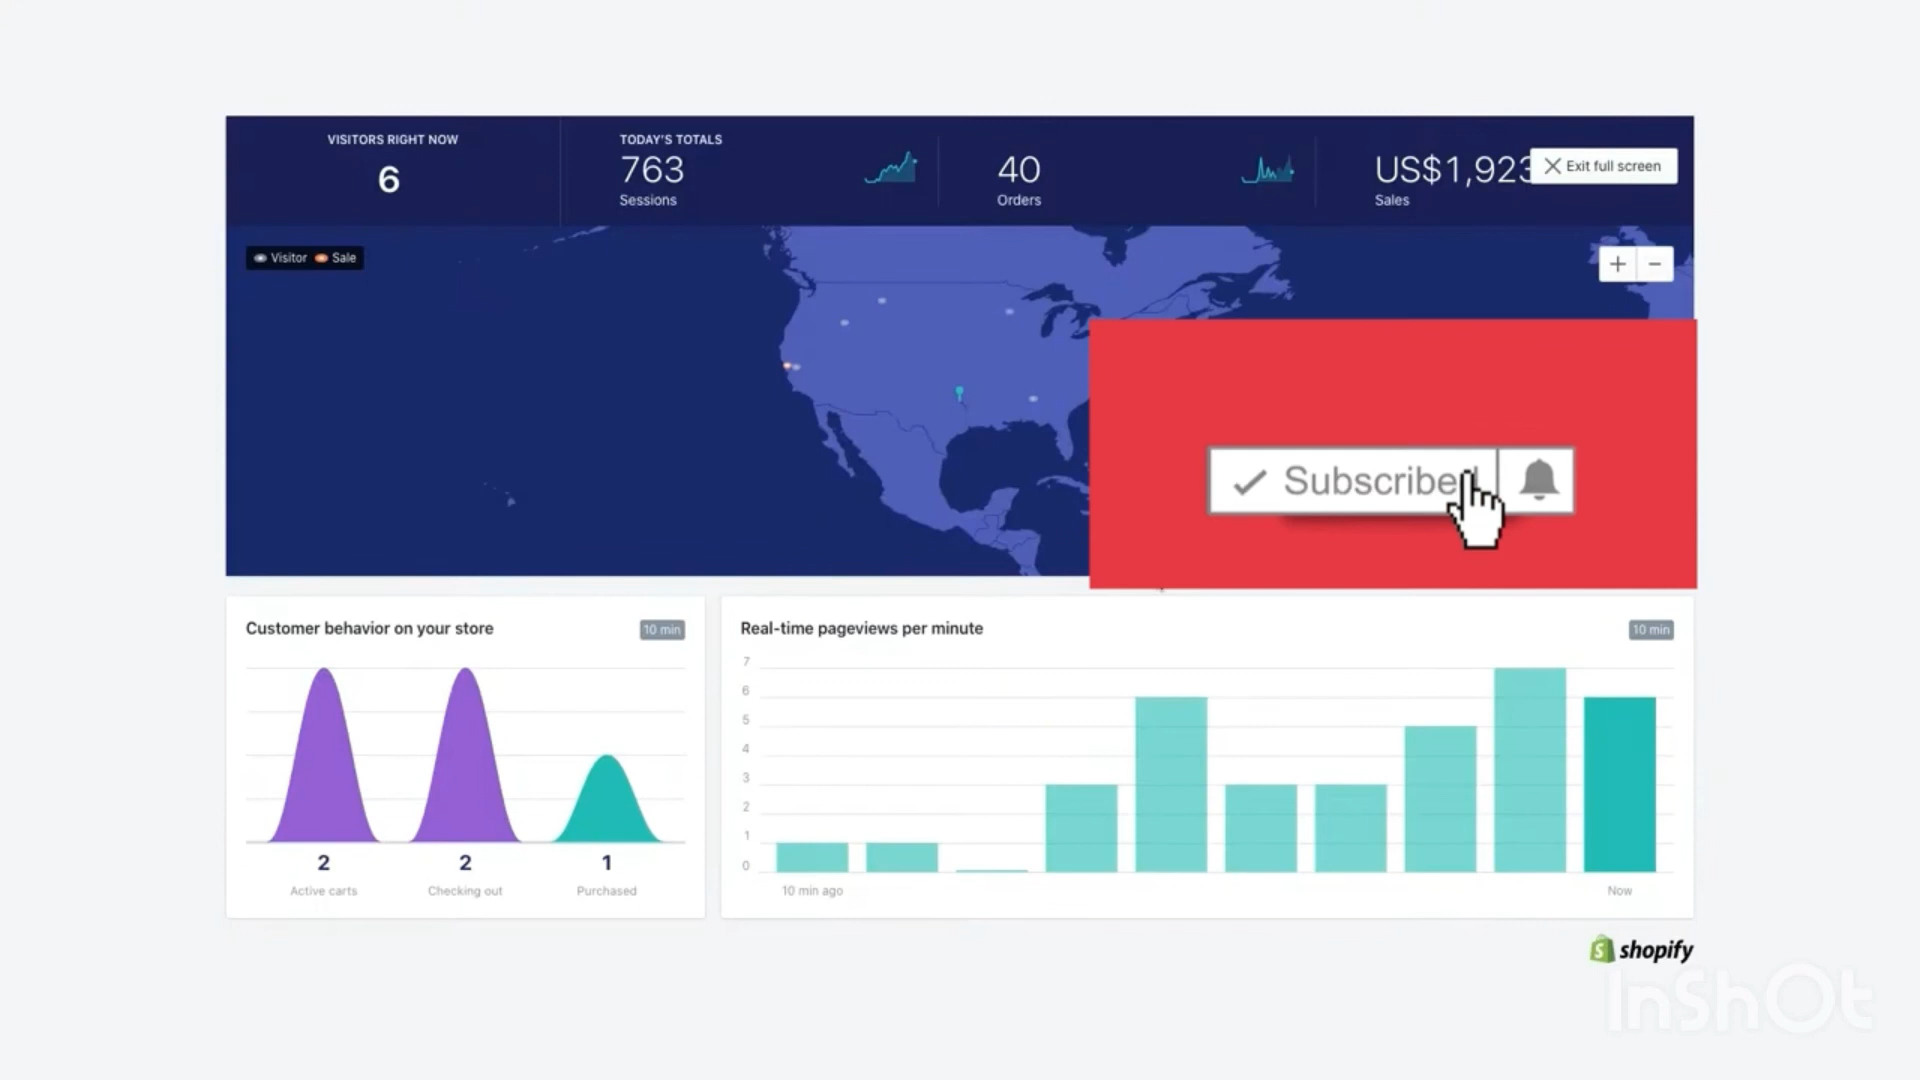 VISITORS RIGHT NOW
6
TODAY'S TOTALS
763
Sessions
40
Orders
US$1,923
Sales
Exit full screen
Visitor Sale
+ −
Subscribed
Customer behavior on your store
10 min
2
Active carts
2
Checking out
1
Purchased
Real-time pageviews per minute
10 min
7
6
5
4
3
2
1
0
10 min ago
Now
shopify
InShOt